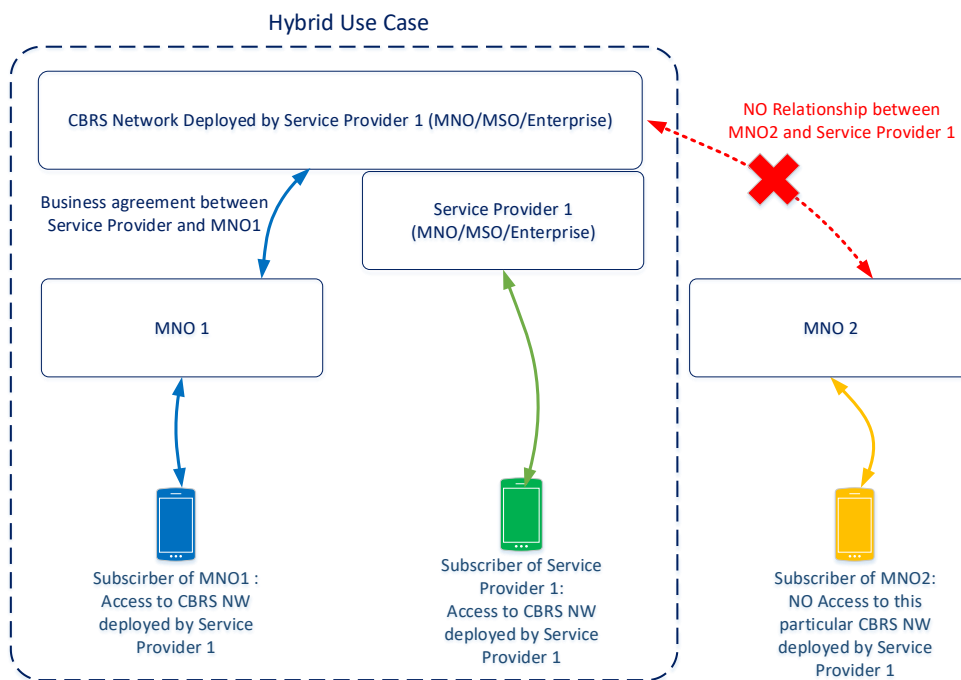 Hybrid Use Case
CBRS Network Deployed by Service Provider 1 (MNO/MSO/Enterprise)
NO Relationship between
MNO2 and Service Provider 1
Business agreement between
Service Provider and MNO1
Service Provider 1
(MNO/MSO/Enterprise)
MNO 1
MNO 2
Subscirber of MNO1 :
Access to CBRS NW
deployed by Service
Provider 1
Subscriber of Service
Provider 1:
Access to CBRS NW
deployed by Service
Provider 1
Subscriber of MNO2:
NO Access to this
particular CBRS NW
deployed by Service
Provider 1